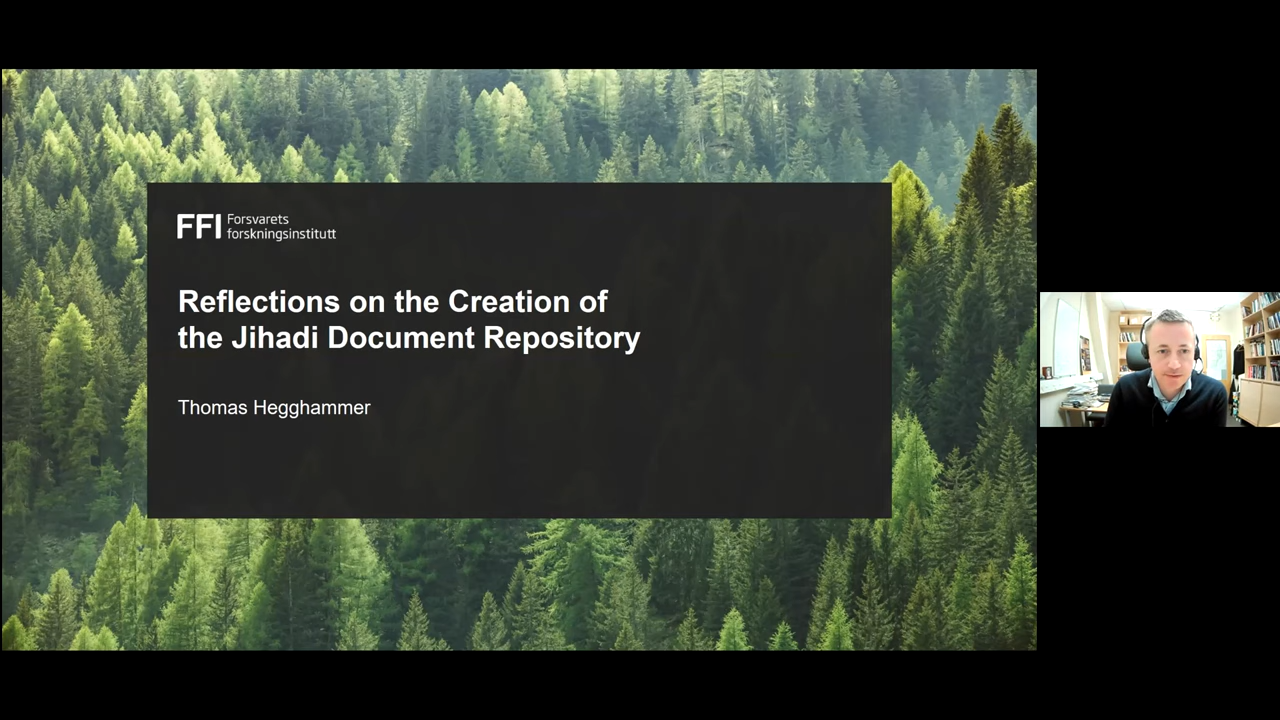 FFI Forsvarets
forskningsinstitutt
Reflections on the Creation of
the Jihadi Document Repository
Thomas Hegghammer